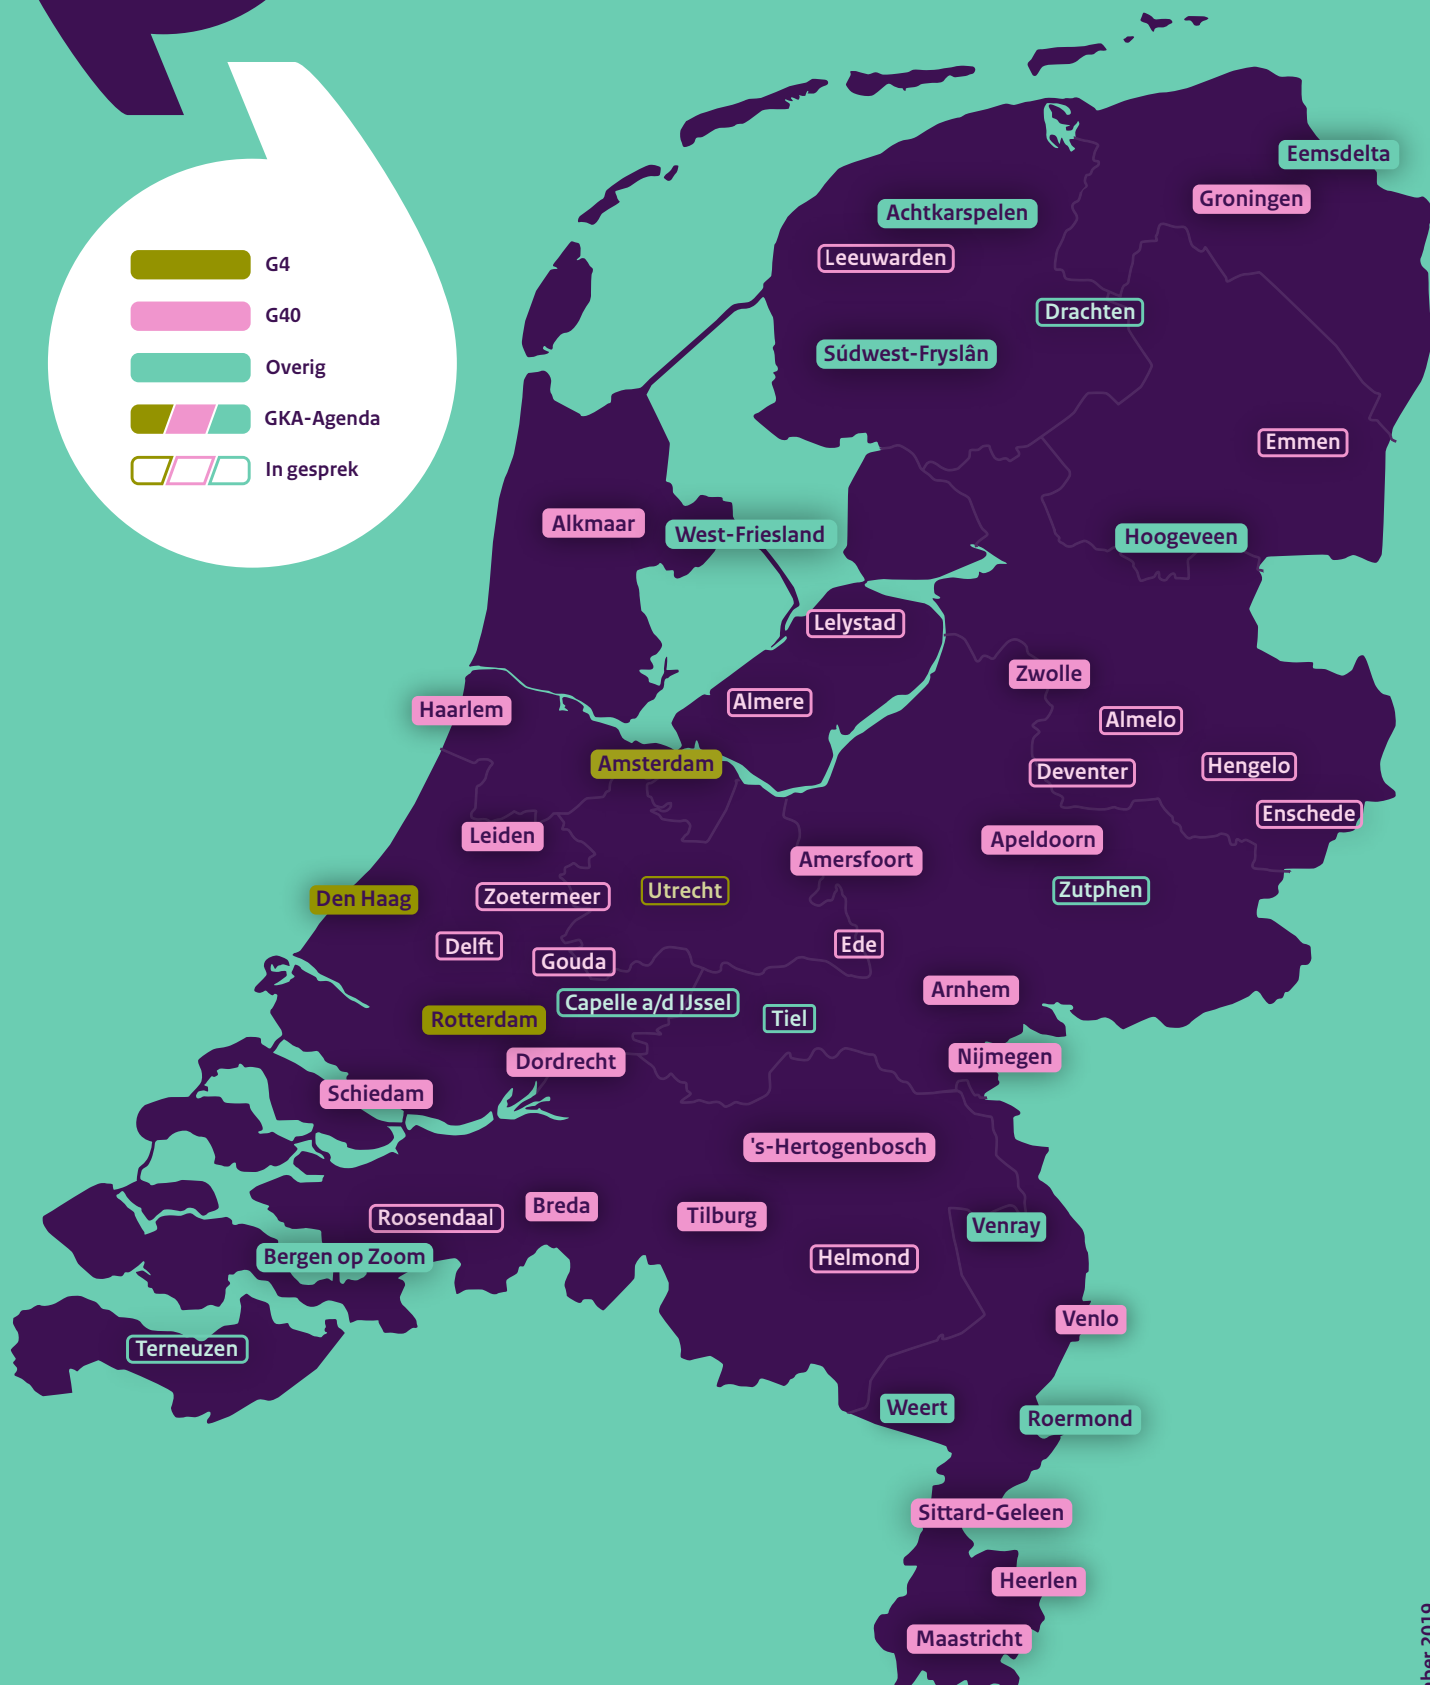 G4
G40
Overig
GKA-Agenda
In gesprek
Eemsdelta
Groningen
Achtkarspelen
Leeuwarden
Drachten
Súdwest-Fryslân
Emmen
Alkmaar
West-Friesland
Hoogeveen
Lelystad
Zwolle
Almere
Haarlem
Almelo
Amsterdam
Deventer
Hengelo
Enschede
Leiden
Apeldoorn
Amersfoort
Den Haag
Zoetermeer
Utrecht
Zutphen
Delft
Ede
Gouda
Arnhem
Capelle a/d IJssel
Rotterdam
Tiel
Dordrecht
Nijmegen
Schiedam
's-Hertogenbosch
Breda
Roosendaal
Tilburg
Venray
Bergen op Zoom
Helmond
Venlo
Terneuzen
Weert
Roermond
Sittard-Geleen
Heerlen
Maastricht
2019